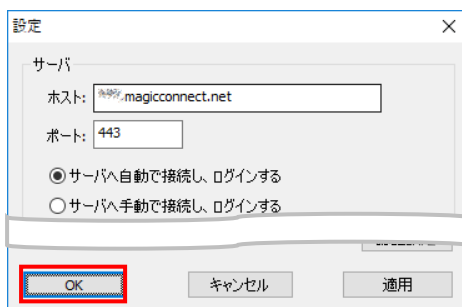 設定
サーバ
ホスト: .magicconnect.net
ポート: 443
サーバへ自動で接続し、ログインする
サーバへ手動で接続し、ログインする
OK キャンセル 適用